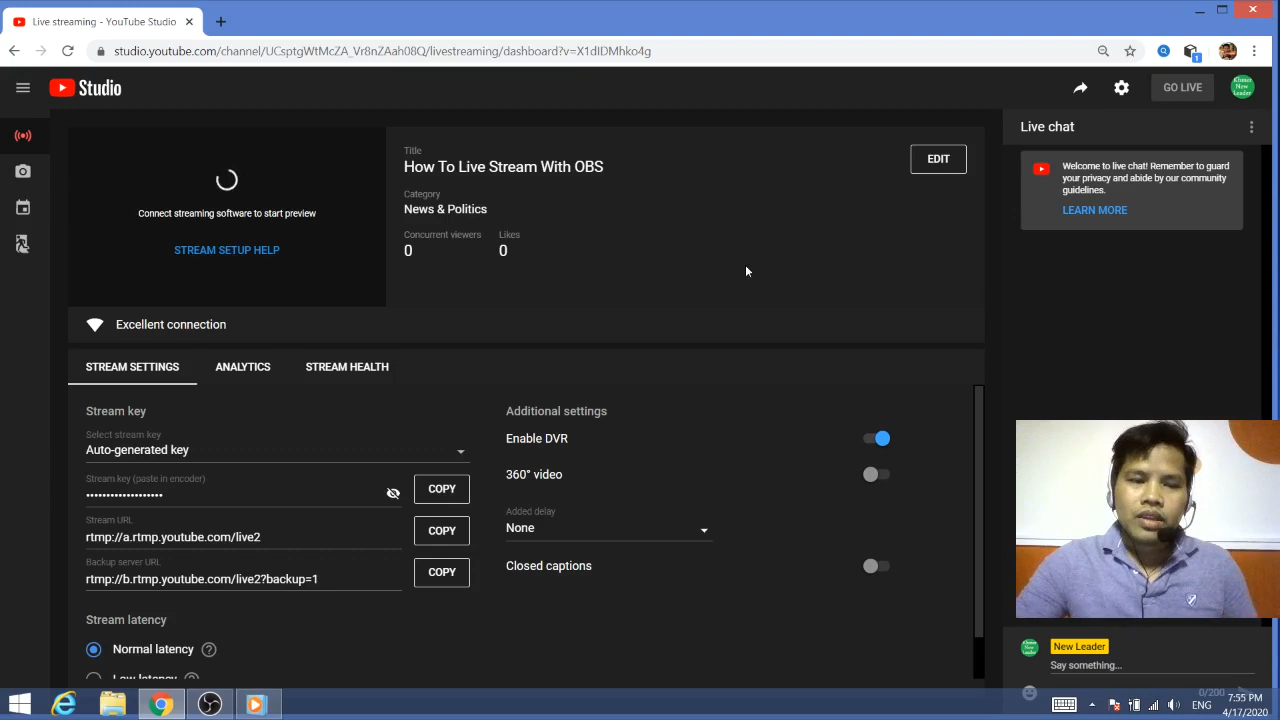 Live streaming - YouTube Studio
studio.youtube.com/channel/UCsptgWtMcZA_Vr8nZAah08Q/livestreaming/dashboard?v=X1dIDMhko4g
1
Studio
GO LIVE
Khmer
New
Leader
Connect streaming software to start preview
STREAM SETUP HELP
Title
How To Live Stream With OBS
EDIT
Category
News & Politics
Concurrent viewers
Likes
0
0
Excellent connection
STREAM SETTINGS
ANALYTICS
STREAM HEALTH
Stream key
Select stream key
Auto-generated key
Stream key (paste in encoder)
••••••••••••••••••
COPY
Stream URL
rtmp://a.rtmp.youtube.com/live2
COPY
Backup server URL
rtmp://b.rtmp.youtube.com/live2?backup=1
COPY
Stream latency
Normal latency
Low latency
Additional settings
Enable DVR
360° video
Added delay
None
Closed captions
Live chat
Welcome to live chat! Remember to guard
your privacy and abide by our community
guidelines.
LEARN MORE
New Leader
Say something...
0/200
ENG
7:55 PM
4/17/2020